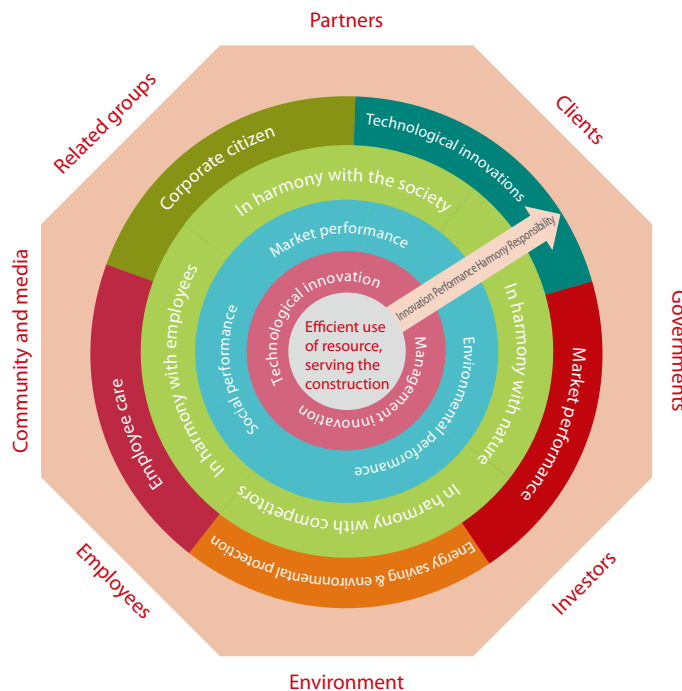 Partners
Clients
Governments
Investors
Environment
Employees
Community and media
Related groups
Corporate citizen
Technological innovations
Market performance
Energy saving & environmental protection
Employee care
In harmony with the society
In harmony with nature
In harmony with competitors
In harmony with employees
Market performance
Environmental performance
Social performance
Technological innovation
Management innovation
Innovation Performance Harmony Responsibility
Efficient use
of resource,
serving the
construction